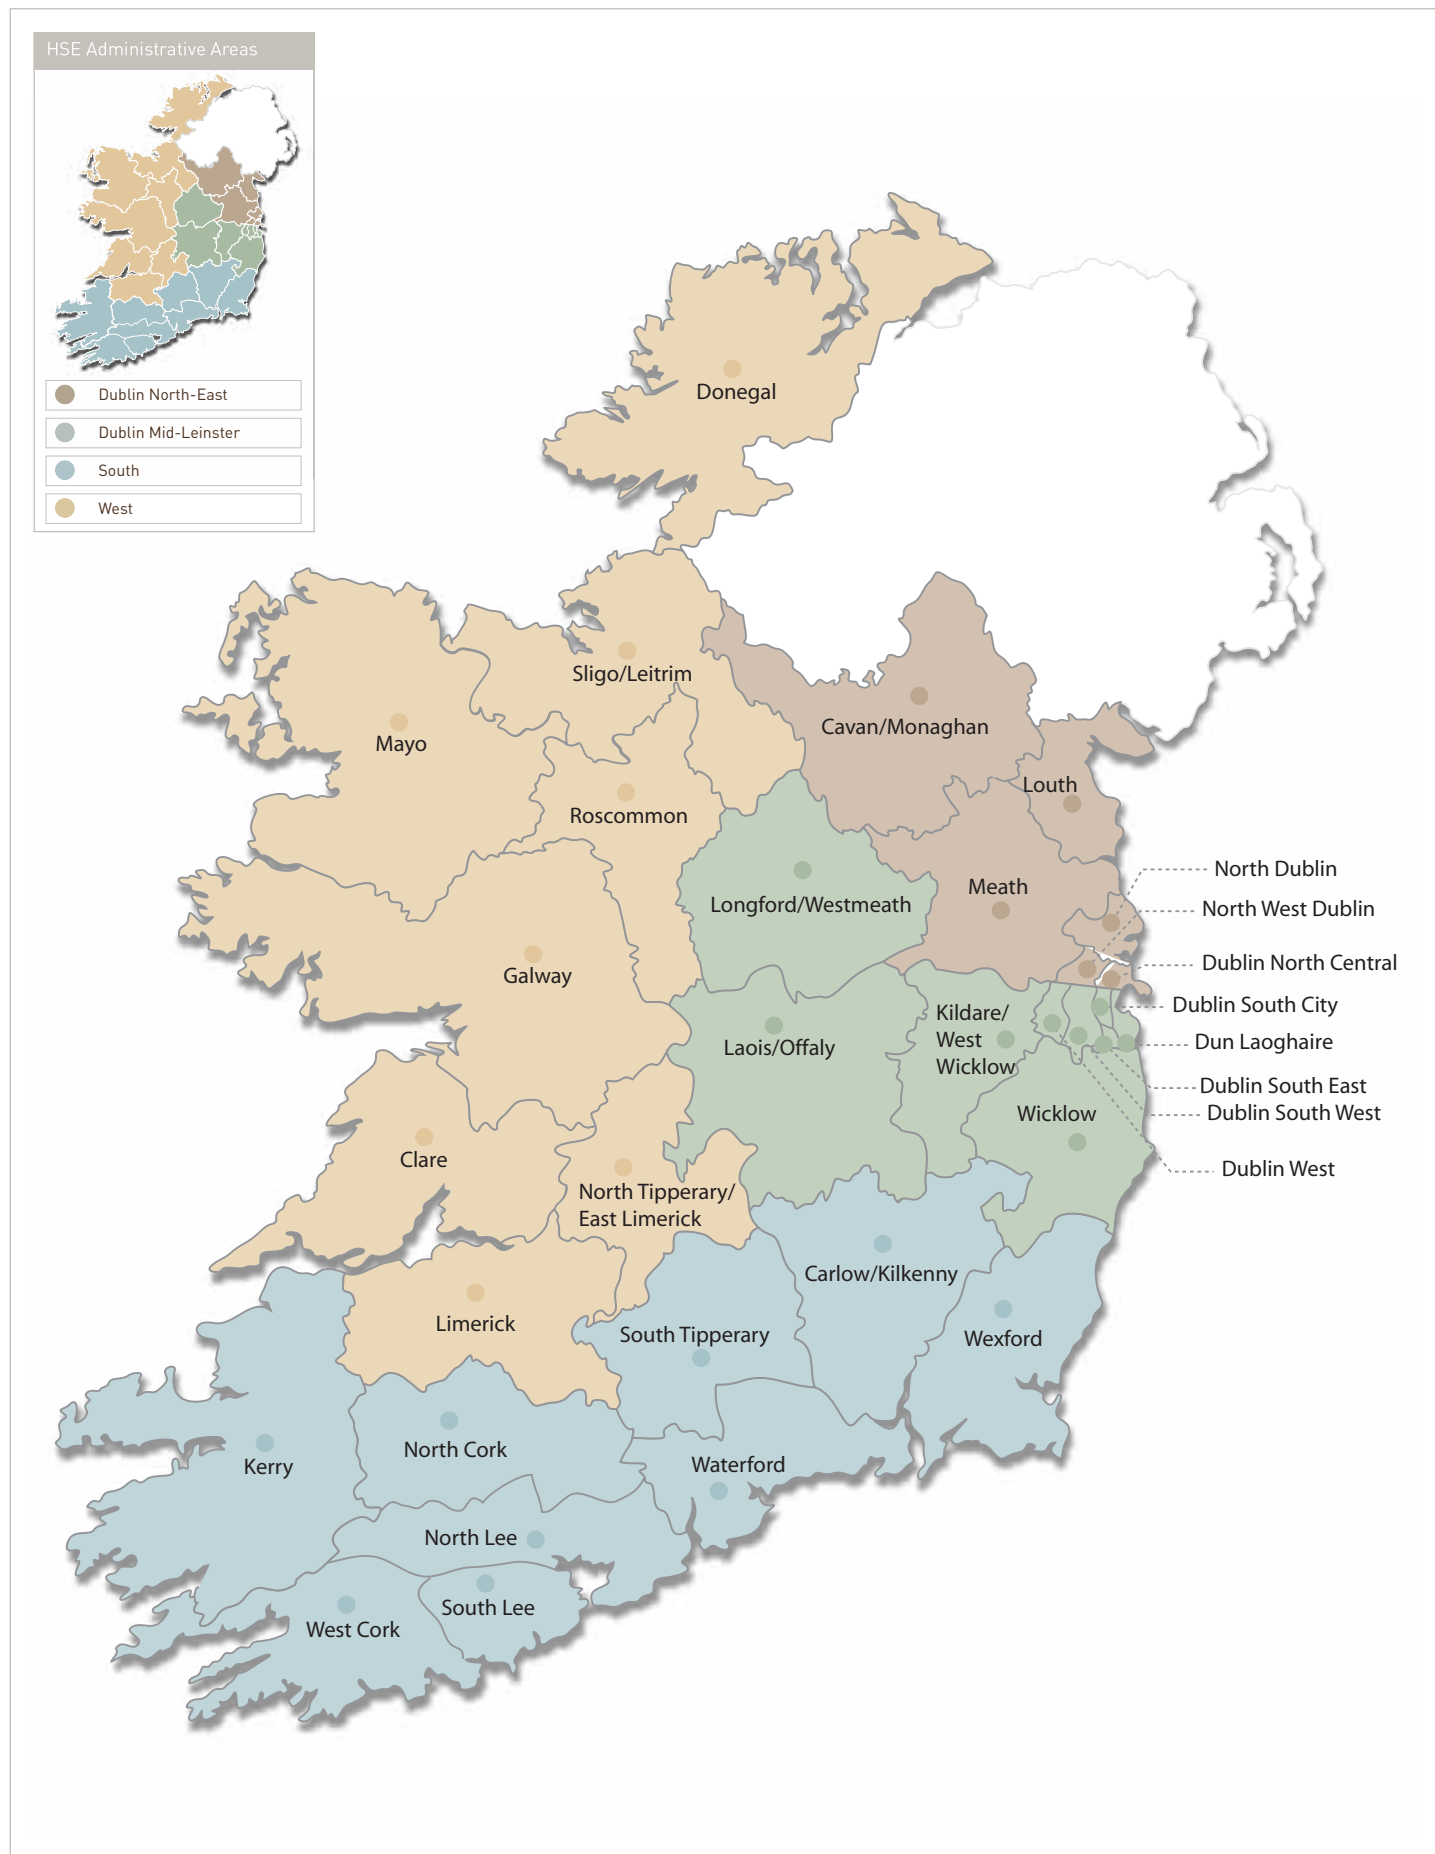 HSE Administrative Areas
Dublin North-East
Dublin Mid-Leinster
South
West
Donegal
Sligo/Leitrim
Cavan/Monaghan
Mayo
Louth
Roscommon
North Dublin
Meath
Longford/Westmeath
North West Dublin
Dublin North Central
Galway
Dublin South City
Kildare/
West
Wicklow
Laois/Offaly
Dun Laoghaire
Dublin South East
Wicklow
Dublin South West
Clare
Dublin West
North Tipperary/
East Limerick
Carlow/Kilkenny
Limerick
South Tipperary
Wexford
North Cork
Waterford
Kerry
North Lee
South Lee
West Cork